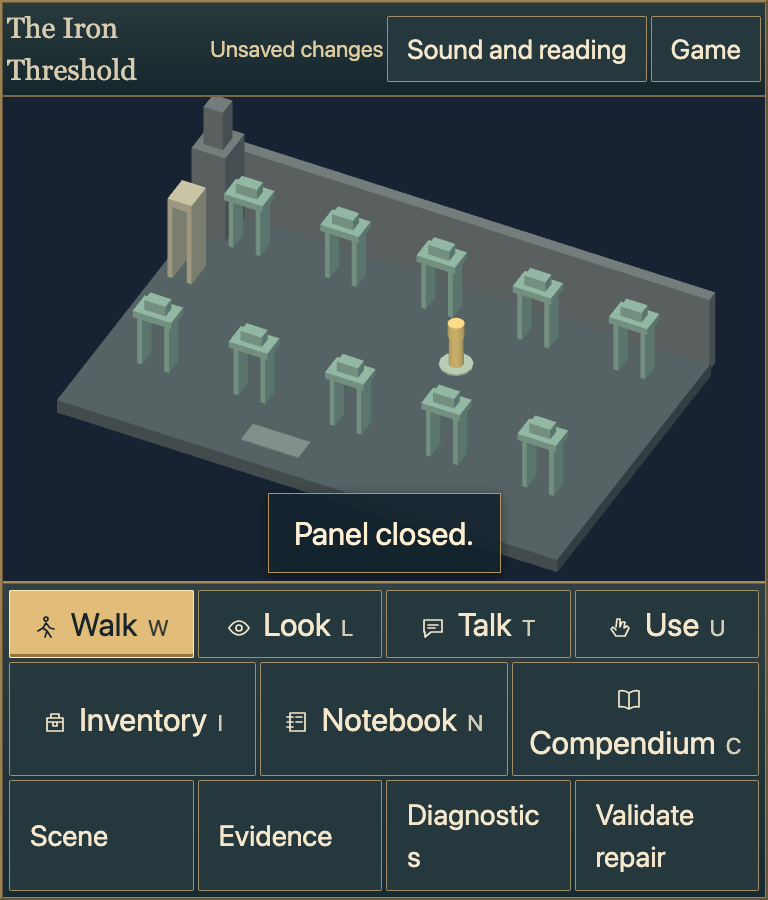 The Iron
Threshold
Unsaved changes
Sound and reading
Game
Panel closed.
Walk W
Look L
Talk T
Use U
Inventory I
Notebook N
Compendium C
Scene
Evidence
Diagnostic
s
Validate
repair